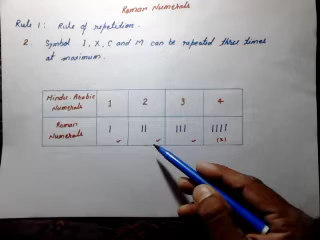 Roman Numerals
Rule 1: Rule of repetition.
2. Symbol I, X, C and M can be repeated three times
at maximum.
Hindu Arabic Numerals 1 2 3 4
Roman Numerals I II III IIII
✓ ✓ ✓ (x)